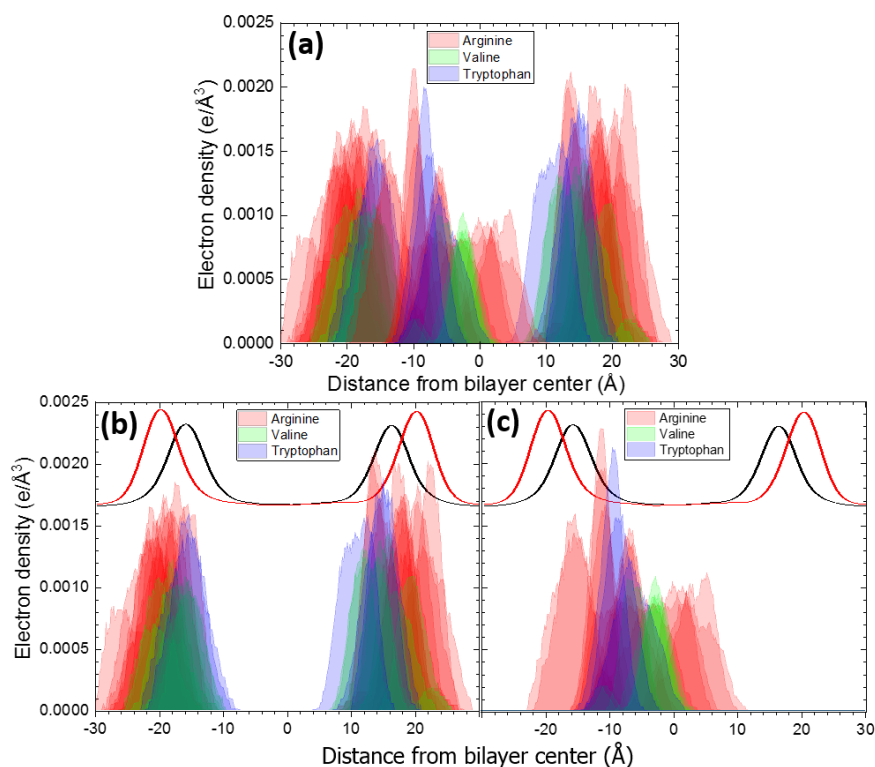 (a)
Arginine
Valine
Tryptophan
Electron density (e/Å³)
0.0025
0.0020
0.0015
0.0010
0.0005
0.0000
-30 -20 -10 0 10 20 30
Distance from bilayer center (Å)
(b)
Arginine
Valine
Tryptophan
(c)
Arginine
Valine
Tryptophan
Electron density (e/Å³)
0.0025
0.0020
0.0015
0.0010
0.0005
0.0000
-30 -20 -10 0 10 20
-20 -10 0 10 20 30
Distance from bilayer center (Å)